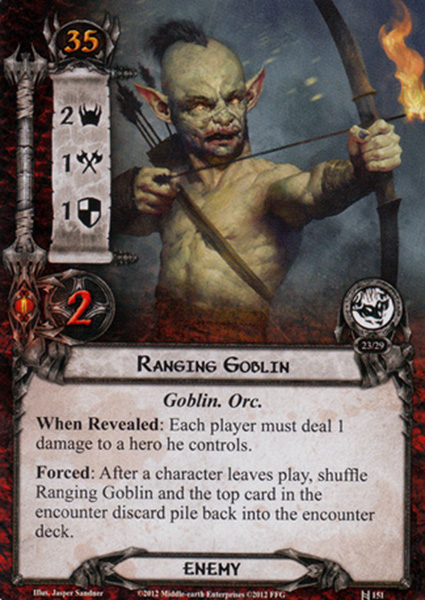 35
2
1
1
2
23/29
RANGING GOBLIN
Goblin. Orc.
When Revealed: Each player must deal 1
damage to a hero he controls.
Forced: After a character leaves play, shuffle
Ranging Goblin and the top card in the
encounter discard pile back into the encounter
deck.
ENEMY
Illus. Jasper Sandner ©2012 Middle-earth Enterprises ©2012 FFG 151